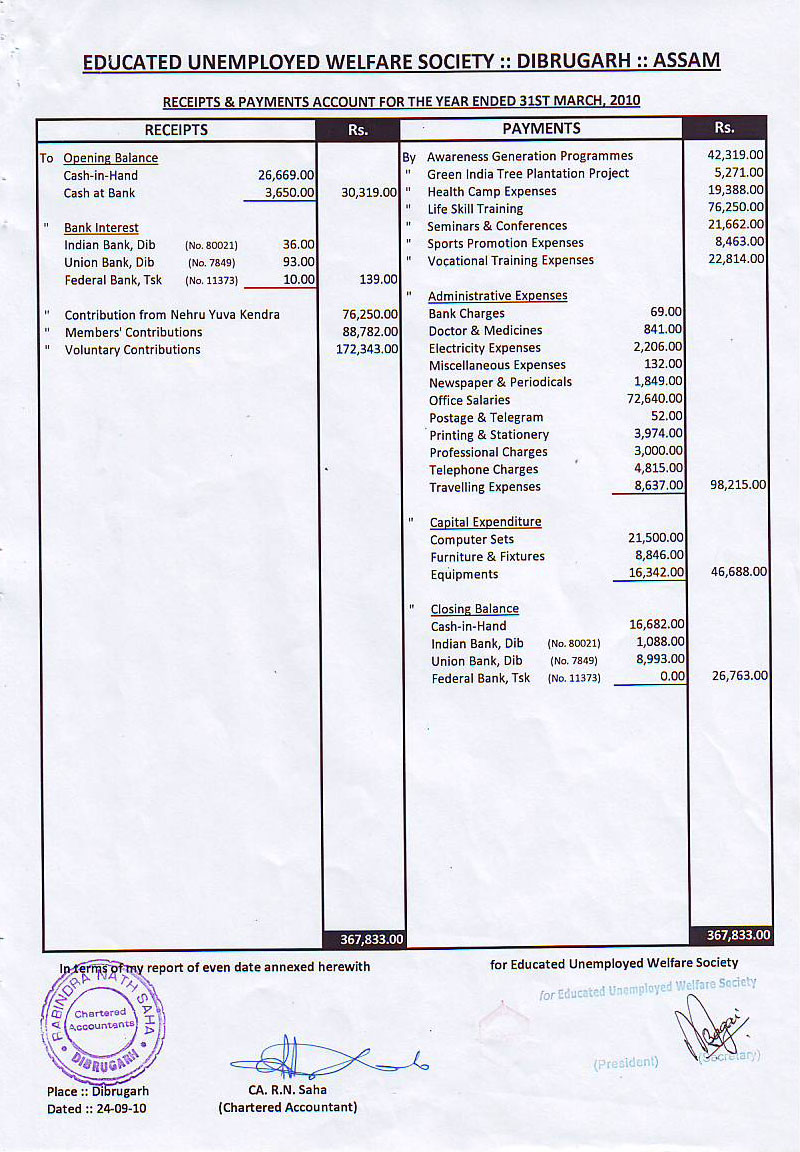 EDUCATED UNEMPLOYED WELFARE SOCIETY :: DIBRUGARH :: ASSAM
RECEIPTS & PAYMENTS ACCOUNT FOR THE YEAR ENDED 31ST MARCH, 2010
RECEIPTS Rs. PAYMENTS Rs.
To Opening Balance By Awareness Generation Programmes 42,319.00
Cash-in-Hand 26,669.00 " Green India Tree Plantation Project 5,271.00
Cash at Bank 3,650.00 30,319.00 " Health Camp Expenses 19,388.00
" Life Skill Training 76,250.00
" Bank Interest " Seminars & Conferences 21,662.00
Indian Bank, Dib (No. 80021) 36.00 " Sports Promotion Expenses 8,463.00
Union Bank, Dib (No. 7849) 93.00 " Vocational Training Expenses 22,814.00
Federal Bank, Tsk (No. 11373) 10.00 139.00
" Administrative Expenses
" Contribution from Nehru Yuva Kendra 76,250.00 Bank Charges 69.00
" Members' Contributions 88,782.00 Doctor & Medicines 841.00
" Voluntary Contributions 172,343.00 Electricity Expenses 2,206.00
Miscellaneous Expenses 132.00
Newspaper & Periodicals 1,849.00
Office Salaries 72,640.00
Postage & Telegram 52.00
Printing & Stationery 3,974.00
Professional Charges 3,000.00
Telephone Charges 4,815.00
Travelling Expenses 8,637.00 98,215.00
" Capital Expenditure
Computer Sets 21,500.00
Furniture & Fixtures 8,846.00
Equipments 16,342.00 46,688.00
" Closing Balance
Cash-in-Hand 16,682.00
Indian Bank, Dib (No. 80021) 1,088.00
Union Bank, Dib (No. 7849) 8,993.00
Federal Bank, Tsk (No. 11373) 0.00 26,763.00
367,833.00 367,833.00
In terms of my report of even date annexed herewith
for Educated Unemployed Welfare Society
for Educated Unemployed Welfare Society
RABINDRA NATH SAHA
Chartered
Accountants
DIBRUGARH
(President) (Secretary)
Place :: Dibrugarh CA. R.N. Saha
Dated :: 24-09-10 (Chartered Accountant)